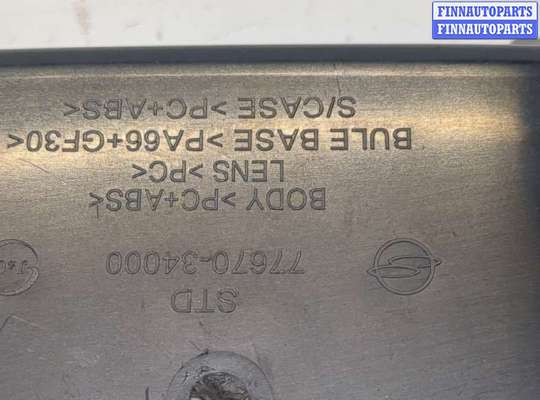 FINNAUTOPARTS
FINNAUTOPARTS
STD
77670-34000
BODY >PC+ABS<
LENS >PC<
BULE BASE >PA66+GF30<
S/CASE >PC+ABS<